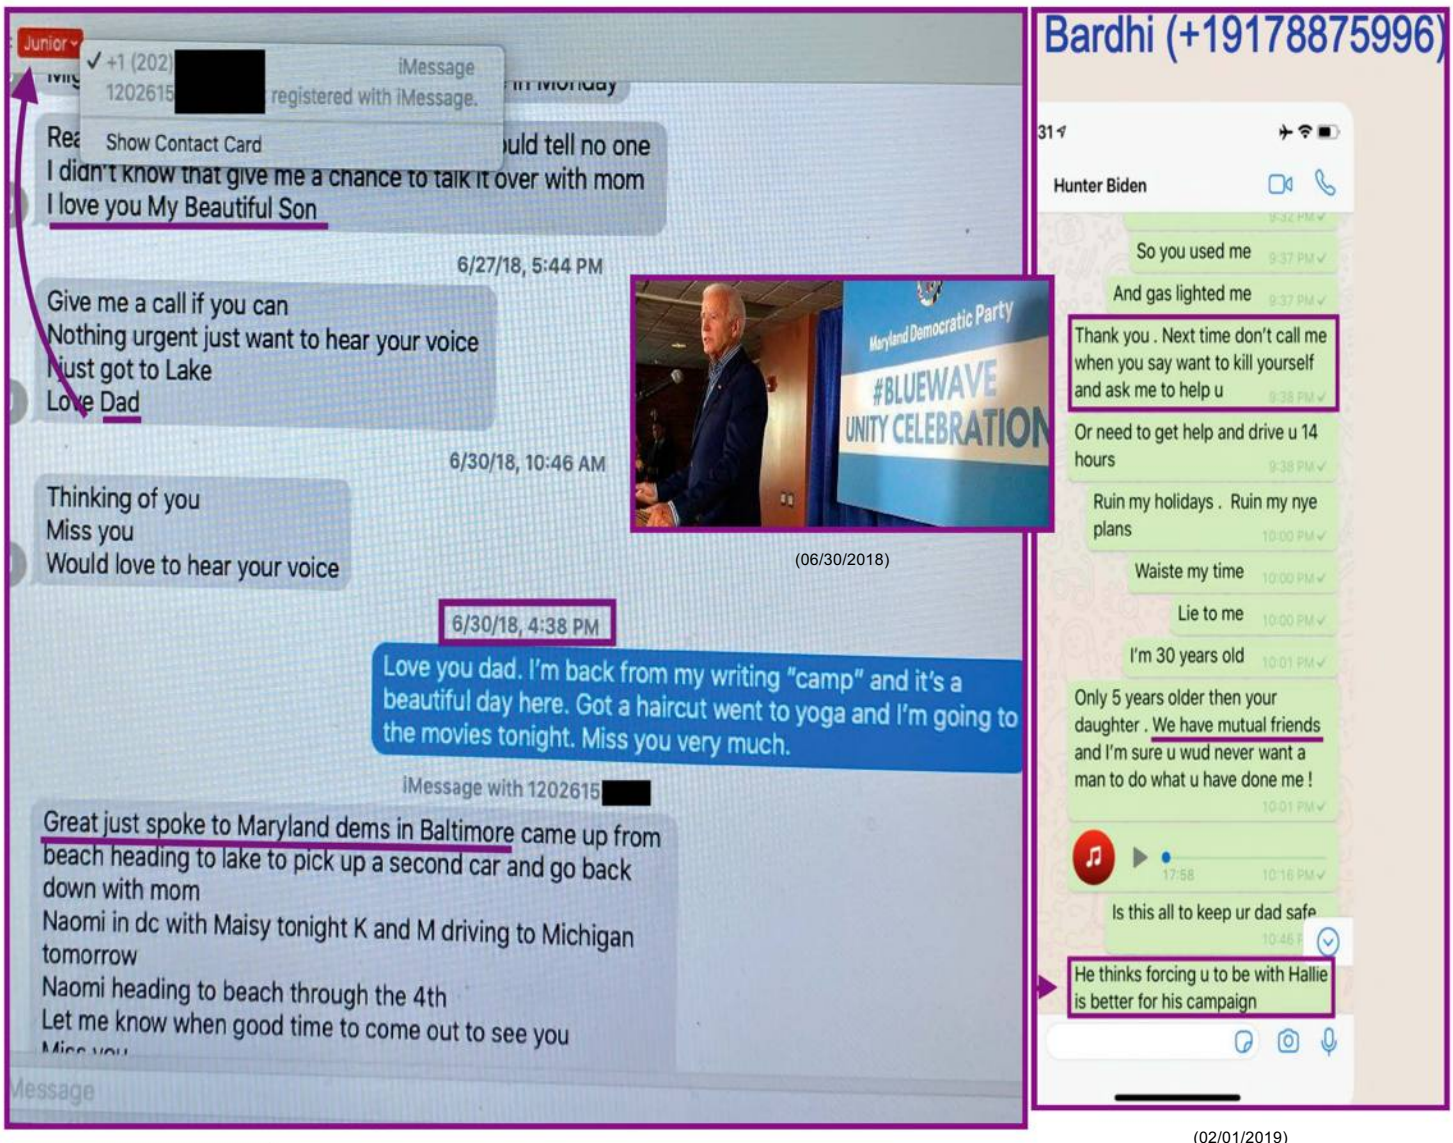 Junior
✓ +1 (202)
iMessage
1202615
registered with iMessage.
Show Contact Card
in Monday
uld tell no one
I didn't know that give me a chance to talk it over with mom
I love you My Beautiful Son
6/27/18, 5:44 PM
Give me a call if you can
Nothing urgent just want to hear your voice
I just got to Lake
Love Dad
6/30/18, 10:46 AM
Thinking of you
Miss you
Would love to hear your voice
6/30/18, 4:38 PM
Love you dad. I'm back from my writing "camp" and it's a
beautiful day here. Got a haircut went to yoga and I'm going to
the movies tonight. Miss you very much.
iMessage with 1202615
Great just spoke to Maryland dems in Baltimore came up from
beach heading to lake to pick up a second car and go back
down with mom
Naomi in dc with Maisy tonight K and M driving to Michigan
tomorrow
Naomi heading to beach through the 4th
Let me know when good time to come out to see you
Miss you
Message
Maryland Democratic Party
#BLUEWAVE
UNITY CELEBRATION
(06/30/2018)
Bardhi (+19178875996)
31
Hunter Biden
9:32 PM
So you used me
9:37 PM
And gas lighted me
9:37 PM
Thank you . Next time don't call me
when you say want to kill yourself
and ask me to help u
9:38 PM
Or need to get help and drive u 14
hours
9:38 PM
Ruin my holidays . Ruin my nye
plans
10:00 PM
Waiste my time
10:00 PM
Lie to me
10:00 PM
I'm 30 years old
10:01 PM
Only 5 years older then your
daughter . We have mutual friends
and I'm sure u wud never want a
man to do what u have done me !
10:01 PM
17:58
10:16 PM
Is this all to keep ur dad safe
10:46 P
He thinks forcing u to be with Hallie
is better for his campaign
(02/01/2019)